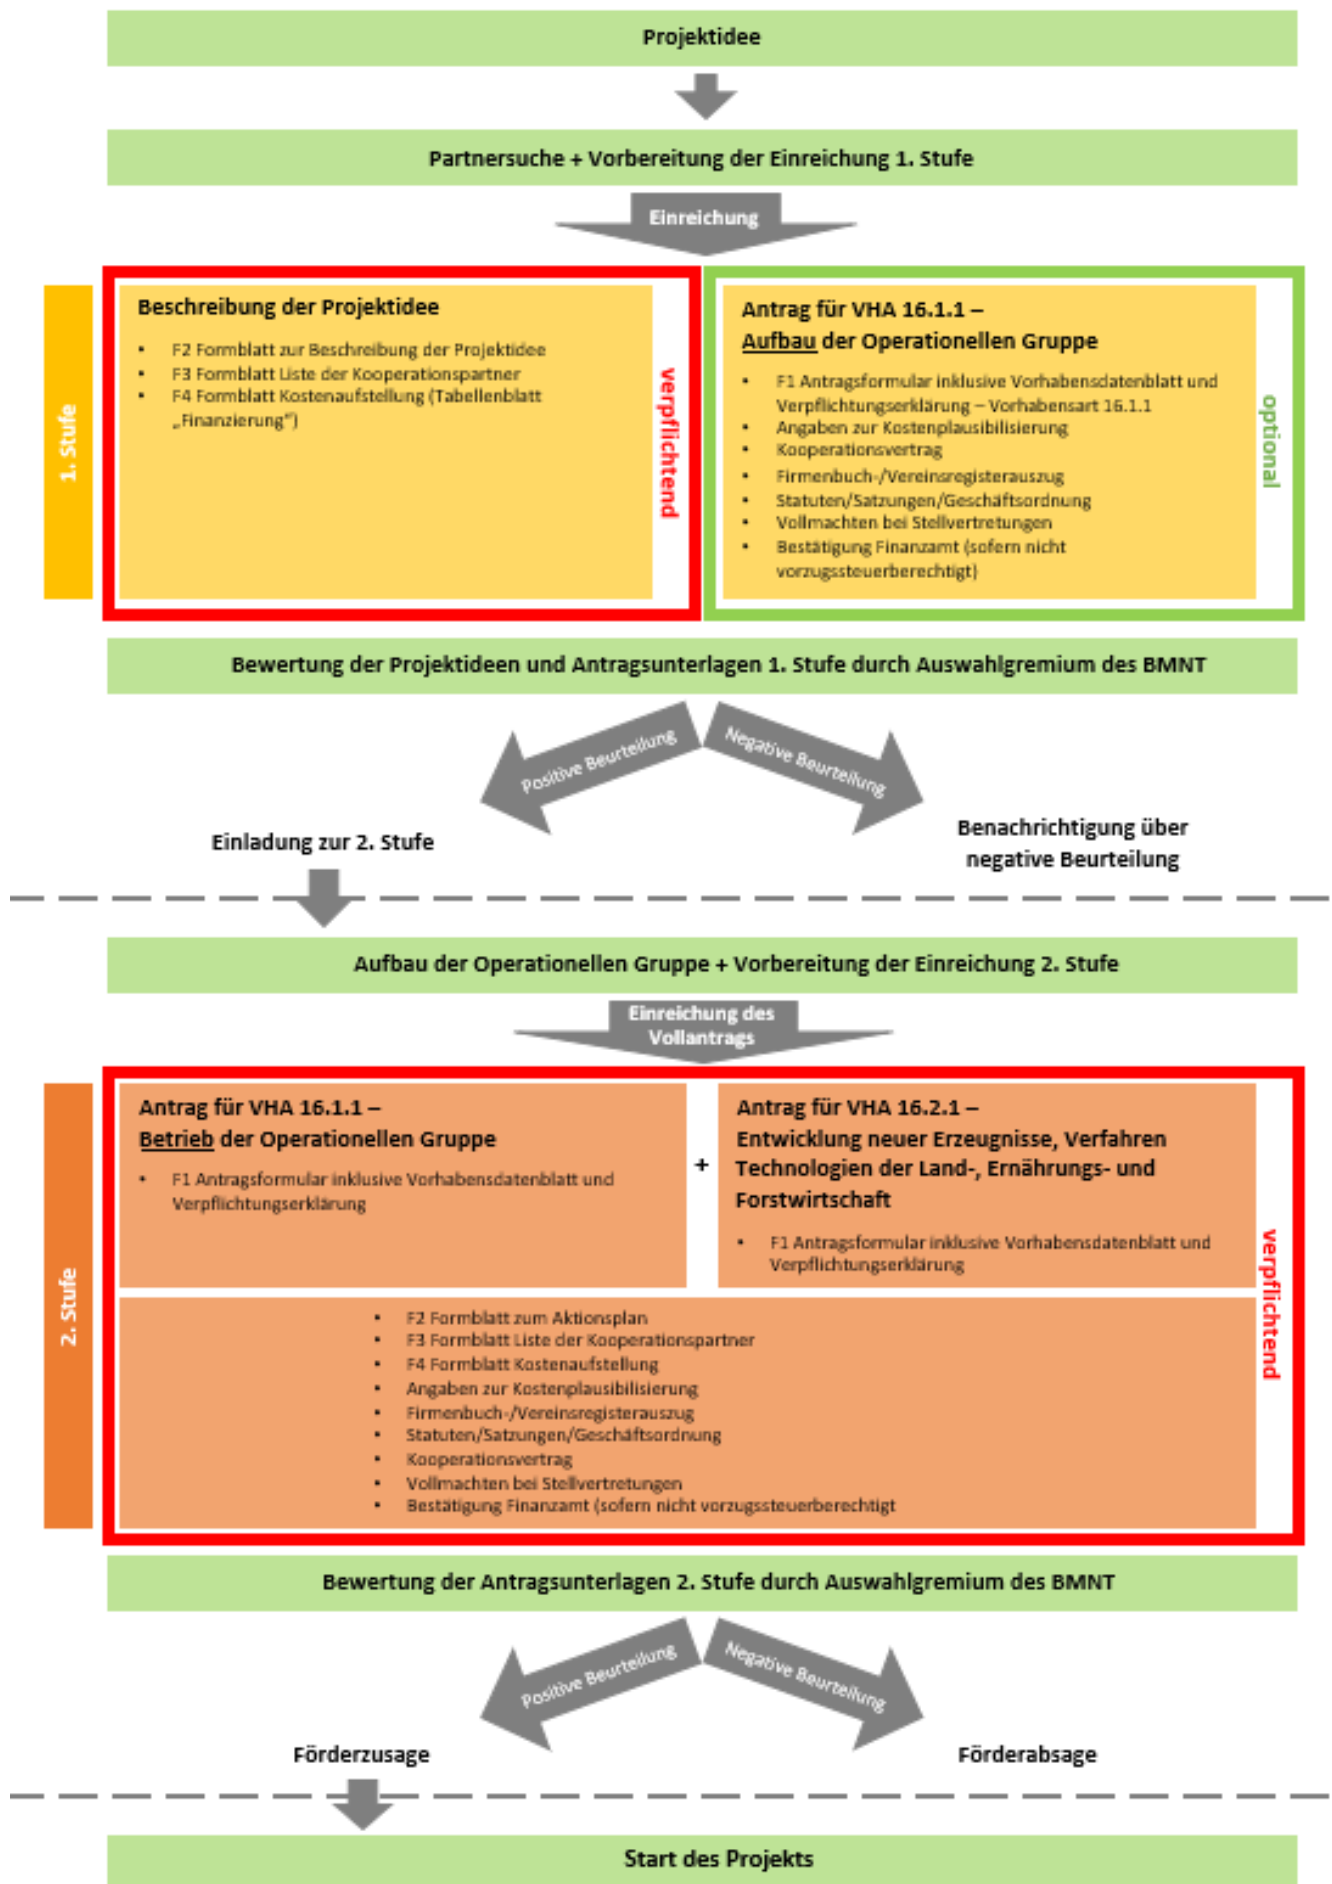 Projektidee
Partnersuche + Vorbereitung der Einreichung 1. Stufe
Einreichung
1. Stufe
Beschreibung der Projektidee
• F2 Formblatt zur Beschreibung der Projektidee
• F3 Formblatt Liste der Kooperationspartner
• F4 Formblatt Kostenaufstellung (Tabellenblatt
„Finanzierung“)
verpflichtend
Antrag für VHA 16.1.1 –
Aufbau der Operationellen Gruppe
• F1 Antragsformular inklusive Vorhabensdatenblatt und
Verpflichtungserklärung – Vorhabensart 16.1.1
• Angaben zur Kostenplausibilisierung
• Kooperationsvertrag
• Firmenbuch-/Vereinsregisterauszug
• Statuten/Satzungen/Geschäftsordnung
• Vollmachten bei Stellvertretungen
• Bestätigung Finanzamt (sofern nicht
vorzugssteuerberechtigt)
optional
Bewertung der Projektideen und Antragsunterlagen 1. Stufe durch Auswahlgremium des BMNT
Positive Beurteilung
Negative Beurteilung
Einladung zur 2. Stufe
Benachrichtigung über
negative Beurteilung
Aufbau der Operationellen Gruppe + Vorbereitung der Einreichung 2. Stufe
Einreichung des
Vollantrags
2. Stufe
Antrag für VHA 16.1.1 –
Betrieb der Operationellen Gruppe
• F1 Antragsformular inklusive Vorhabensdatenblatt und
Verpflichtungserklärung
+
Antrag für VHA 16.2.1 –
Entwicklung neuer Erzeugnisse, Verfahren
Technologien der Land-, Ernährungs- und
Forstwirtschaft
• F1 Antragsformular inklusive Vorhabensdatenblatt und
Verpflichtungserklärung
verpflichtend
• F2 Formblatt zum Aktionsplan
• F3 Formblatt Liste der Kooperationspartner
• F4 Formblatt Kostenaufstellung
• Angaben zur Kostenplausibilisierung
• Firmenbuch-/Vereinsregisterauszug
• Statuten/Satzungen/Geschäftsordnung
• Kooperationsvertrag
• Vollmachten bei Stellvertretungen
• Bestätigung Finanzamt (sofern nicht vorzugssteuerberechtigt
Bewertung der Antragsunterlagen 2. Stufe durch Auswahlgremium des BMNT
Positive Beurteilung
Negative Beurteilung
Förderzusage
Förderabsage
Start des Projekts